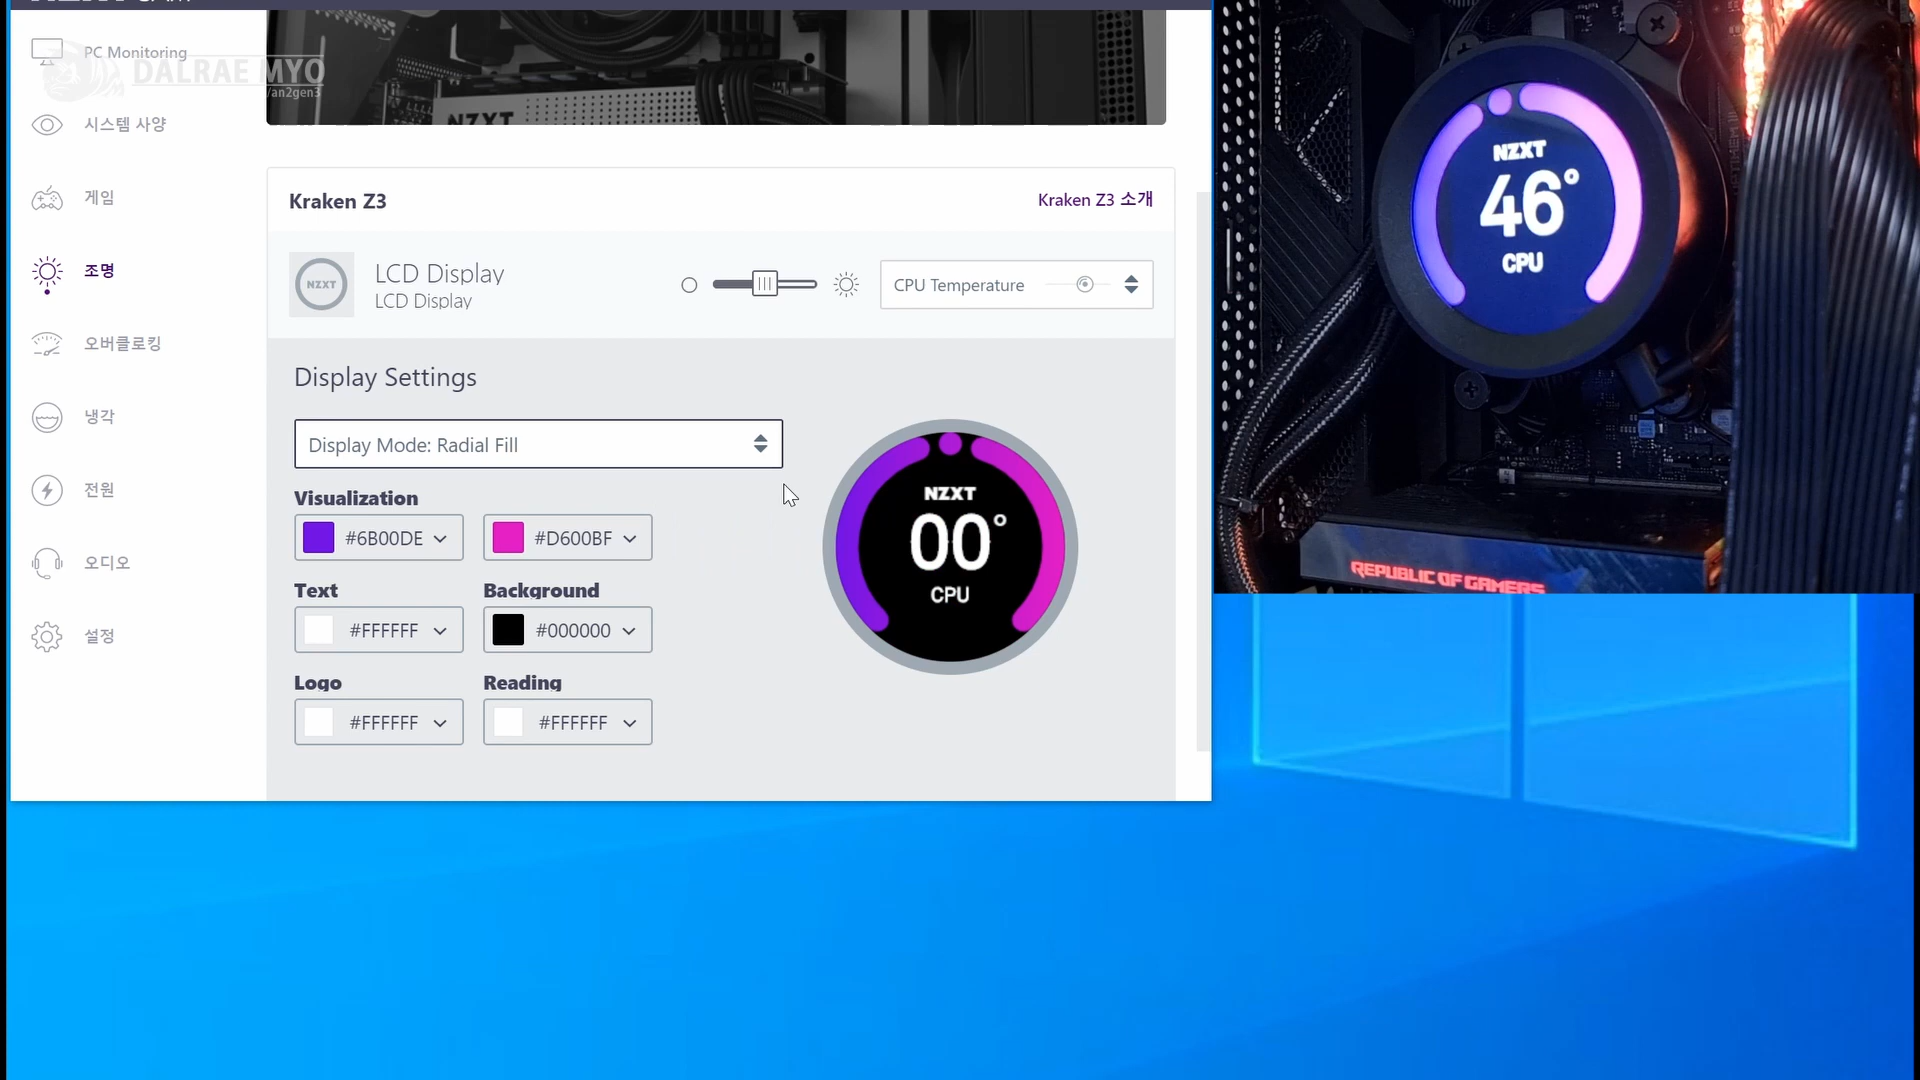 PC Monitoring
DALRAE MYO
/an2gen3
시스템 사양
게임
조명
오버클로킹
냉각
전원
오디오
설정
NZXT
Kraken Z3
Kraken Z3 소개
NZXT
LCD Display
LCD Display
CPU Temperature
Display Settings
Display Mode: Radial Fill
Visualization
#6B00DE
#D600BF
Text
Background
#FFFFFF
#000000
Logo
Reading
#FFFFFF
#FFFFFF
NZXT
00°
CPU
NZXT
46°
CPU
REPUBLIC OF GAMERS